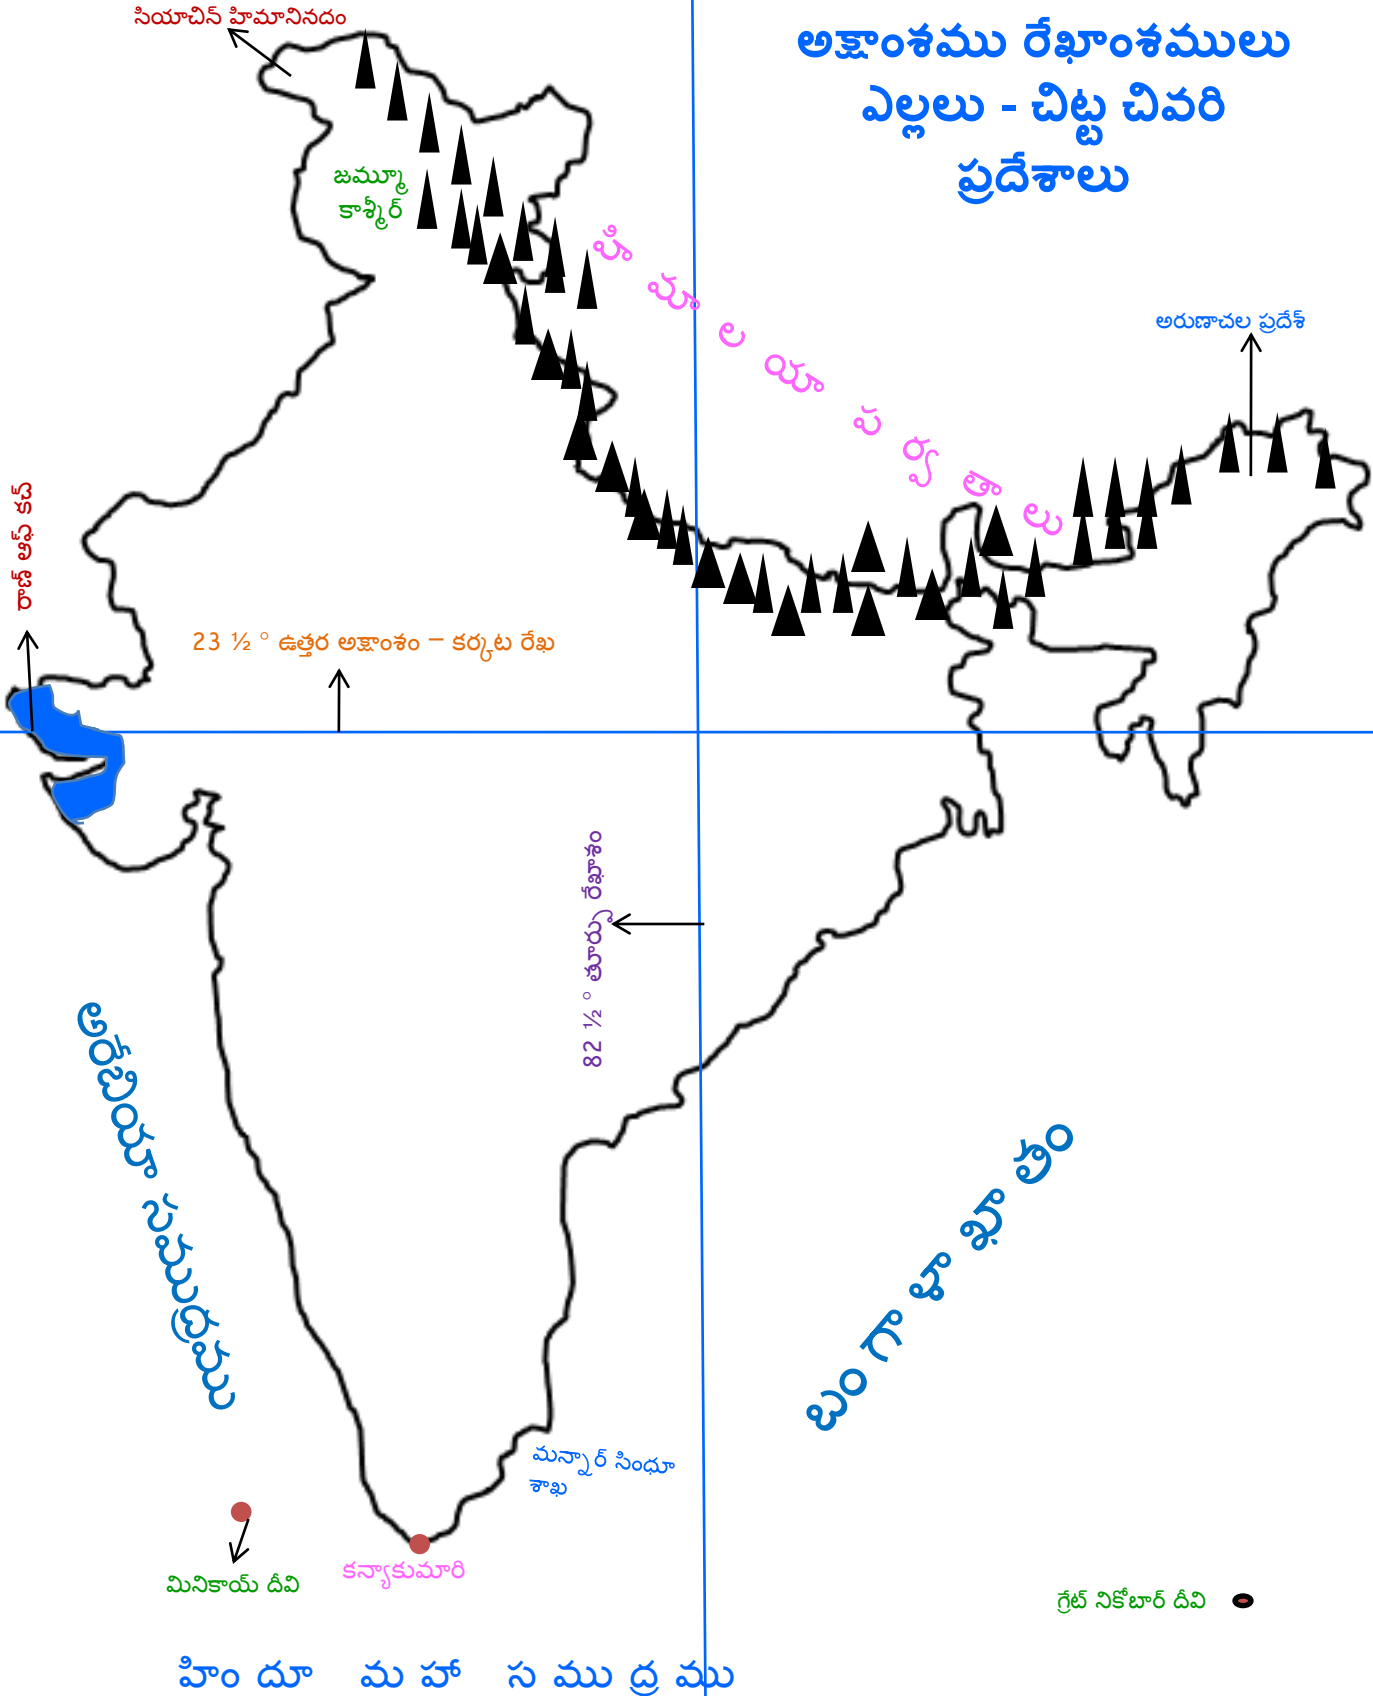 సియాచిన్ హిమానినదం
అక్షాంశము రేఖాంశములు
ఎల్లలు - చిట్ట చివరి
ప్రదేశాలు
జమ్మూ
కాశ్మీర్
హి మా ల యా ప ర్వ తా లు
అరుణాచల ప్రదేశ్
రాణ్ ఆఫ్ కచ్
23 ½ ° ఉత్తర అక్షాంశం – కర్కట రేఖ
82 ½ ° తూర్పు రేఖాశం
అరేబియా సముద్రము
బం గా ళా ఖా తం
మన్నార్ సింధూ
శాఖ
మినికాయ్ దీవి
కన్యాకుమారి
గ్రేట్ నికోబార్ దీవి
హిం దూ మ హా స ము ద్ర ము